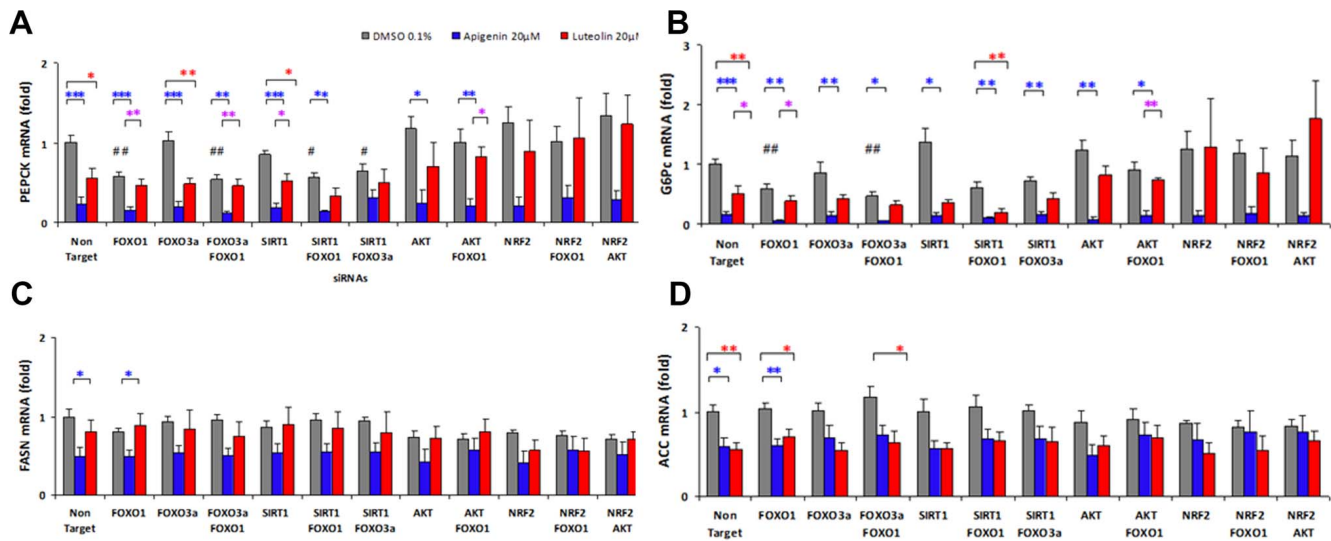 A
DMSO 0.1% Apigenin 20μM Luteolin 20μM
PEPCK mRNA (fold)
3
2
1
0
* ** *
*** *** *** ** *** ** * **
** ** * *
## ## # #
Non Target FOXO1 FOXO3a FOXO3a FOXO1 SIRT1 SIRT1 FOXO1 SIRT1 FOXO3a AKT AKT FOXO1 NRF2 NRF2 FOXO1 NRF2 AKT
siRNAs
B
G6Pc mRNA (fold)
3
2
1
0
** **
*** ** ** * * ** ** ** *
* * **
## ##
Non Target FOXO1 FOXO3a FOXO3a FOXO1 SIRT1 SIRT1 FOXO1 SIRT1 FOXO3a AKT AKT FOXO1 NRF2 NRF2 FOXO1 NRF2 AKT
C
FASN mRNA (fold)
2
1
0
* *
Non Target FOXO1 FOXO3a FOXO3a FOXO1 SIRT1 SIRT1 FOXO1 SIRT1 FOXO3a AKT AKT FOXO1 NRF2 NRF2 FOXO1 NRF2 AKT
D
ACC mRNA (fold)
2
1
0
** * *
* **
Non Target FOXO1 FOXO3a FOXO3a FOXO1 SIRT1 SIRT1 FOXO1 SIRT1 FOXO3a AKT AKT FOXO1 NRF2 NRF2 FOXO1 NRF2 AKT